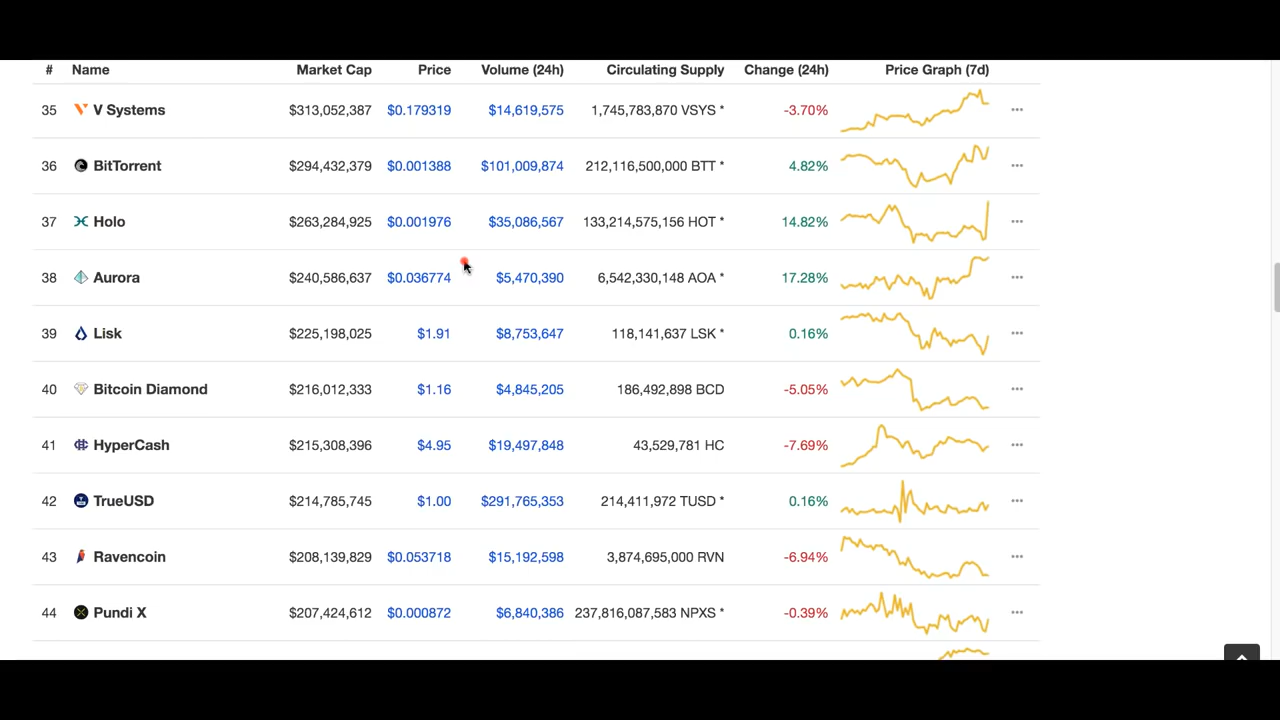 # Name Market Cap Price Volume (24h) Circulating Supply Change (24h) Price Graph (7d)
35 V Systems $313,052,387 $0.179319 $14,619,575 1,745,783,870 VSYS * -3.70% ...
36 BitTorrent $294,432,379 $0.001388 $101,009,874 212,116,500,000 BTT * 4.82% ...
37 Holo $263,284,925 $0.001976 $35,086,567 133,214,575,156 HOT * 14.82% ...
38 Aurora $240,586,637 $0.036774 $5,470,390 6,542,330,148 AOA * 17.28% ...
39 Lisk $225,198,025 $1.91 $8,753,647 118,141,637 LSK * 0.16% ...
40 Bitcoin Diamond $216,012,333 $1.16 $4,845,205 186,492,898 BCD -5.05% ...
41 HyperCash $215,308,396 $4.95 $19,497,848 43,529,781 HC -7.69% ...
42 TrueUSD $214,785,745 $1.00 $291,765,353 214,411,972 TUSD * 0.16% ...
43 Ravencoin $208,139,829 $0.053718 $15,192,598 3,874,695,000 RVN -6.94% ...
44 Pundi X $207,424,612 $0.000872 $6,840,386 237,816,087,583 NPXS * -0.39% ...